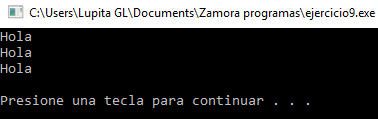 C:\Users\Lupita GL\Documents\Zamora programas\ejercicio9.exe
Hola
Hola
Hola
Presione una tecla para continuar . . .